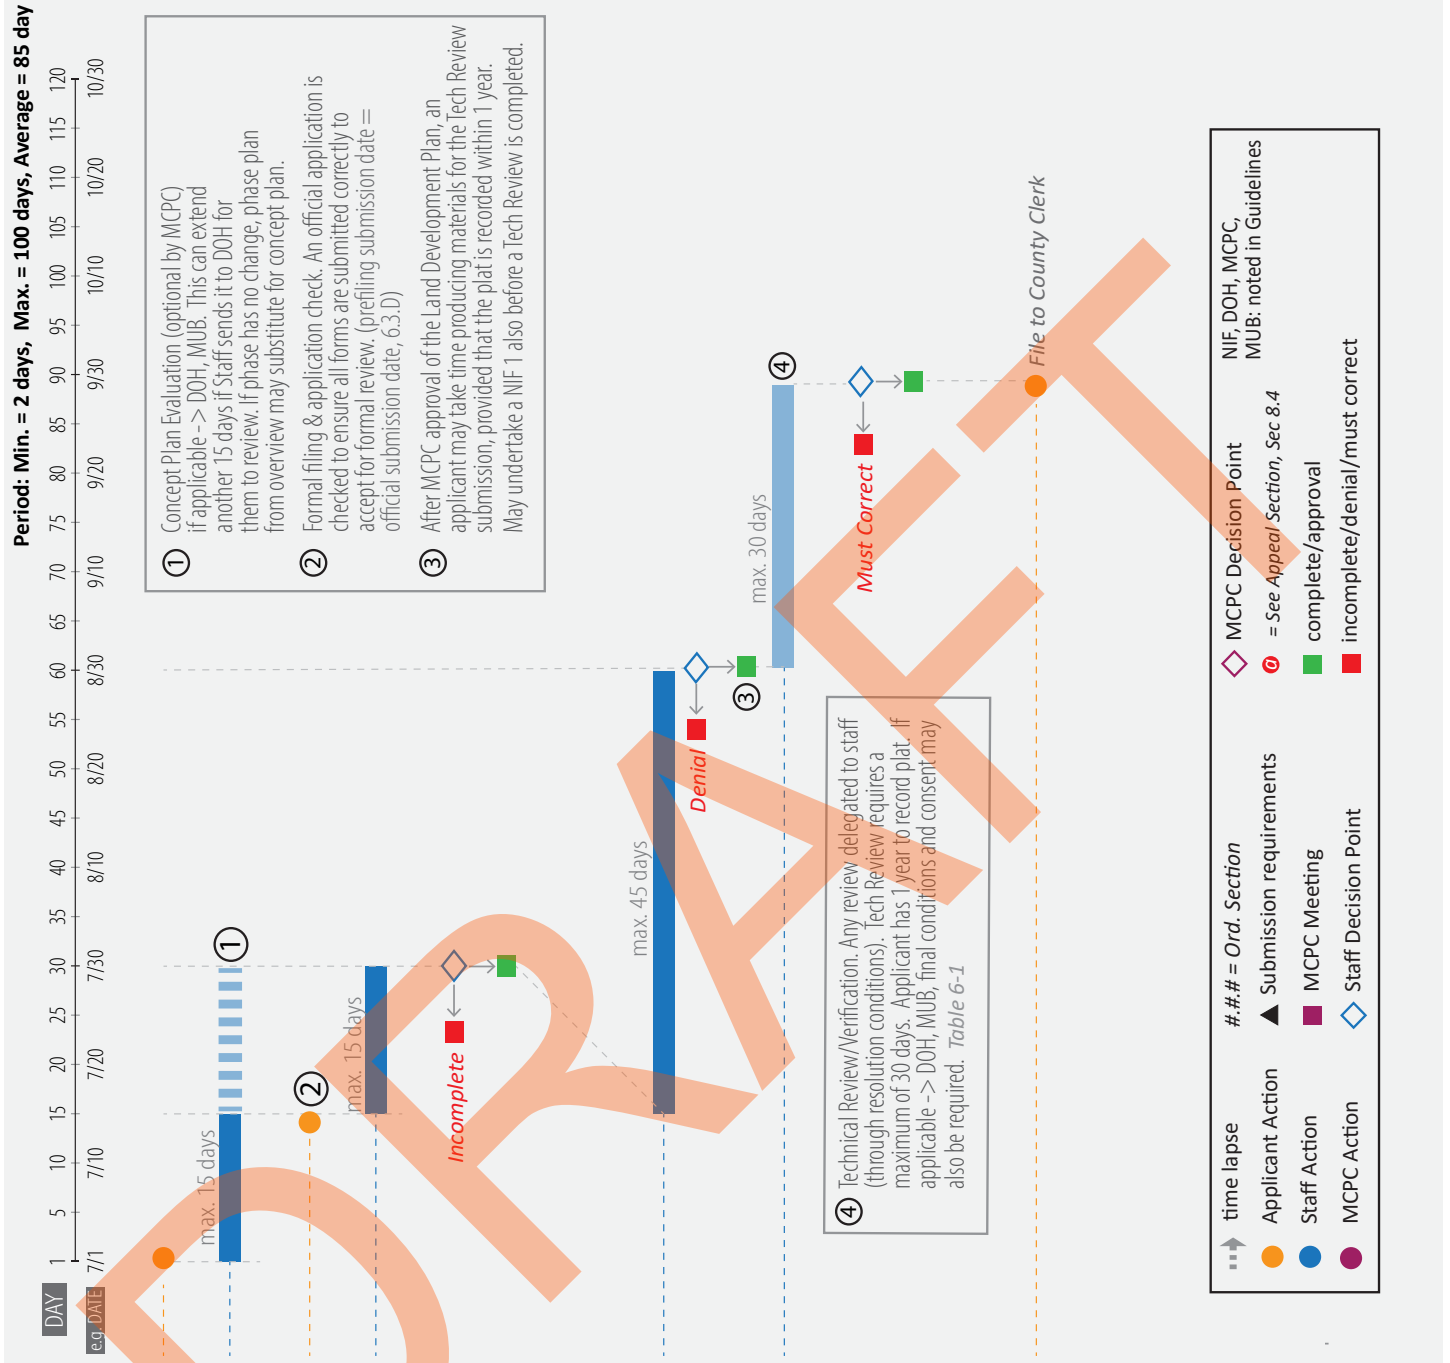 Period: Min. = 2 days, Max. = 100 days, Average = 85 day
DAY
1 5 10 15 20 25 30 35 40 45 50 55 60 65 70 75 80 85 90 95 100 105 110 115 120
e.g. DATE
7/1 7/10 7/20 7/30 8/10 8/20 8/30 9/10 9/20 9/30 10/10 10/20 10/30
1 Concept Plan Evaluation (optional by MCPC)
if applicable -> DOH, MUB. This can extend
another 15 days if Staff sends it to DOH for
them to review. If phase has no change, phase plan
from overview may substitute for concept plan.
2 Formal filing & application check. An official application is
checked to ensure all forms are submitted correctly to
accept for formal review. (prefiling submission date =
official submission date, 6.3.D)
3 After MCPC approval of the Land Development Plan, an
applicant may take time producing materials for the Tech Review
submission, provided that the plat is recorded within 1 year.
May undertake a NIF 1 also before a Tech Review is completed.
max. 15 days
1
2
max. 15 days
Incomplete
max. 45 days
Denial
3
max. 30 days
4
Must Correct
File to County Clerk
4 Technical Review/Verification. Any review delegated to staff
(through resolution conditions). Tech Review requires a
maximum of 30 days. Applicant has 1 year to record plat. If
applicable -> DOH, MUB, final conditions and consent may
also be required. Table 6-1
time lapse
Applicant Action
Staff Action
MCPC Action
#.#.# = Ord. Section
Submission requirements
MCPC Meeting
Staff Decision Point
MCPC Decision Point
a = See Appeal Section, Sec 8.4
complete/approval
incomplete/denial/must correct
NIF, DOH, MCPC,
MUB: noted in Guidelines
DRAFT